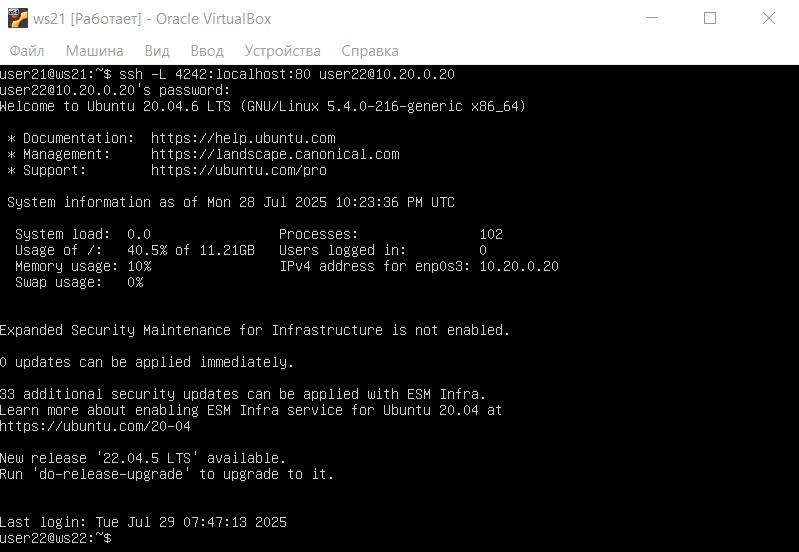 ws21 [Работает] - Oracle VirtualBox
Файл Машина Вид Ввод Устройства Справка
user21@ws21:~$ ssh -L 4242:localhost:80 user22@10.20.0.20
user22@10.20.0.20's password:
Welcome to Ubuntu 20.04.6 LTS (GNU/Linux 5.4.0-216-generic x86_64)
* Documentation: https://help.ubuntu.com
* Management: https://landscape.canonical.com
* Support: https://ubuntu.com/pro
System information as of Mon 28 Jul 2025 10:23:36 PM UTC
System load: 0.0 Processes: 102
Usage of /: 40.5% of 11.21GB Users logged in: 0
Memory usage: 10% IPv4 address for enp0s3: 10.20.0.20
Swap usage: 0%
Expanded Security Maintenance for Infrastructure is not enabled.
0 updates can be applied immediately.
33 additional security updates can be applied with ESM Infra.
Learn more about enabling ESM Infra service for Ubuntu 20.04 at
https://ubuntu.com/20-04
New release '22.04.5 LTS' available.
Run 'do-release-upgrade' to upgrade to it.
Last login: Tue Jul 29 07:47:13 2025
user22@ws22:~$